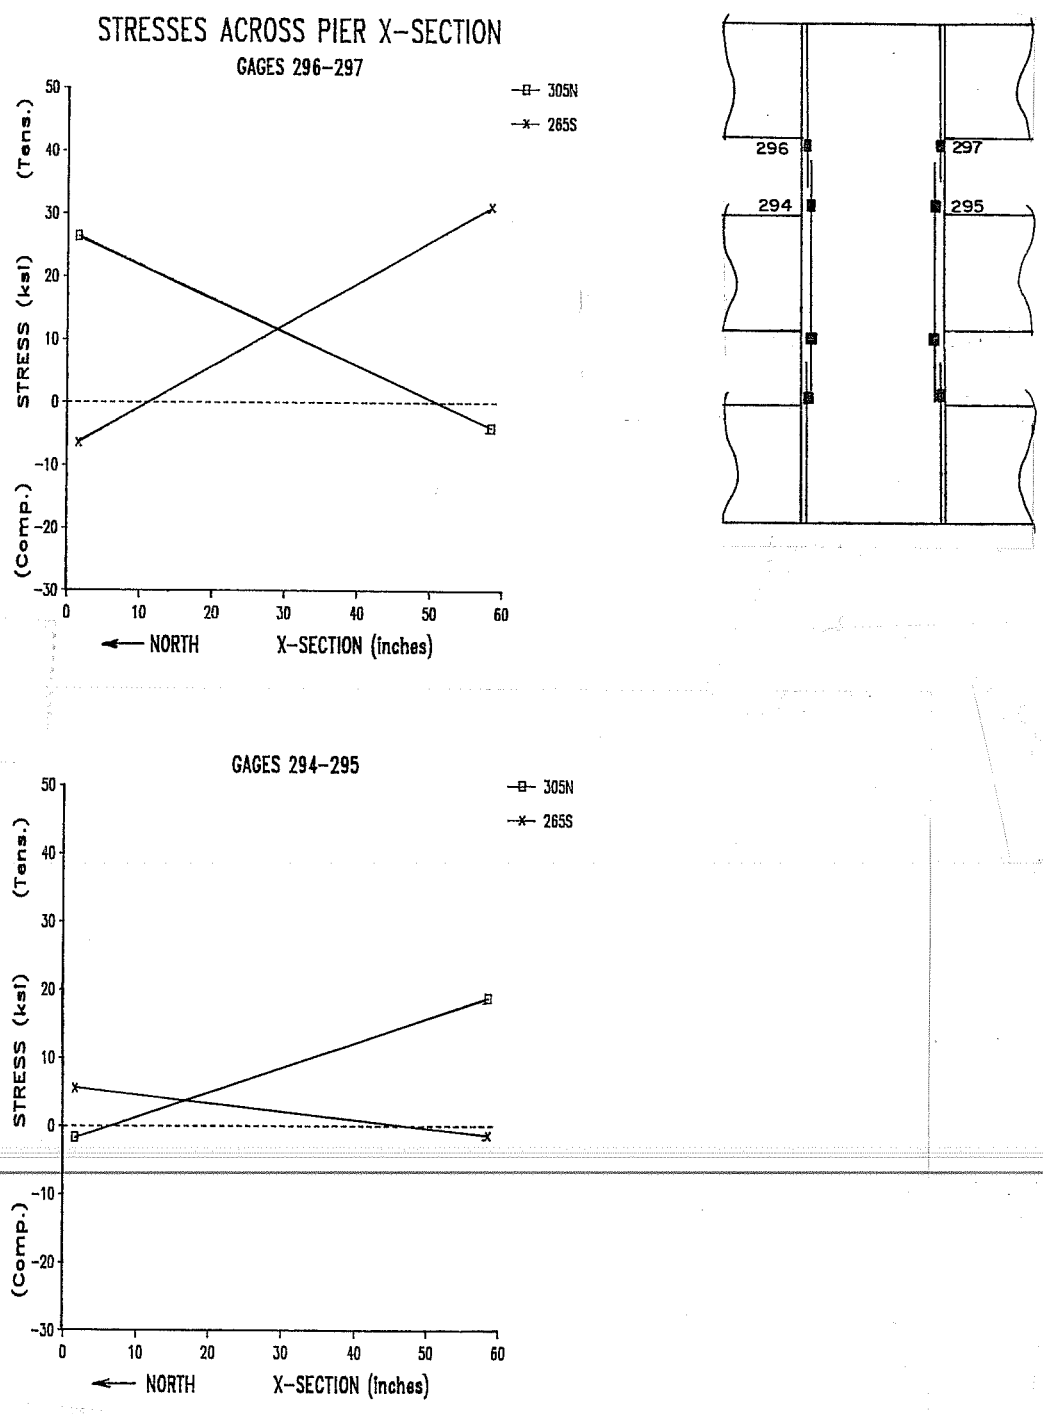 STRESSES ACROSS PIER X-SECTION
GAGES 296-297
305N
265S
50
40
30
20
10
0
-10
-20
-30
(Tens.)
STRESS (ksi)
(Comp.)
0 10 20 30 40 50 60
NORTH X-SECTION (inches)
296 297
294 295
GAGES 294-295
305N
265S
50
40
30
20
10
0
-10
-20
-30
(Tens.)
STRESS (ksi)
(Comp.)
0 10 20 30 40 50 60
NORTH X-SECTION (inches)